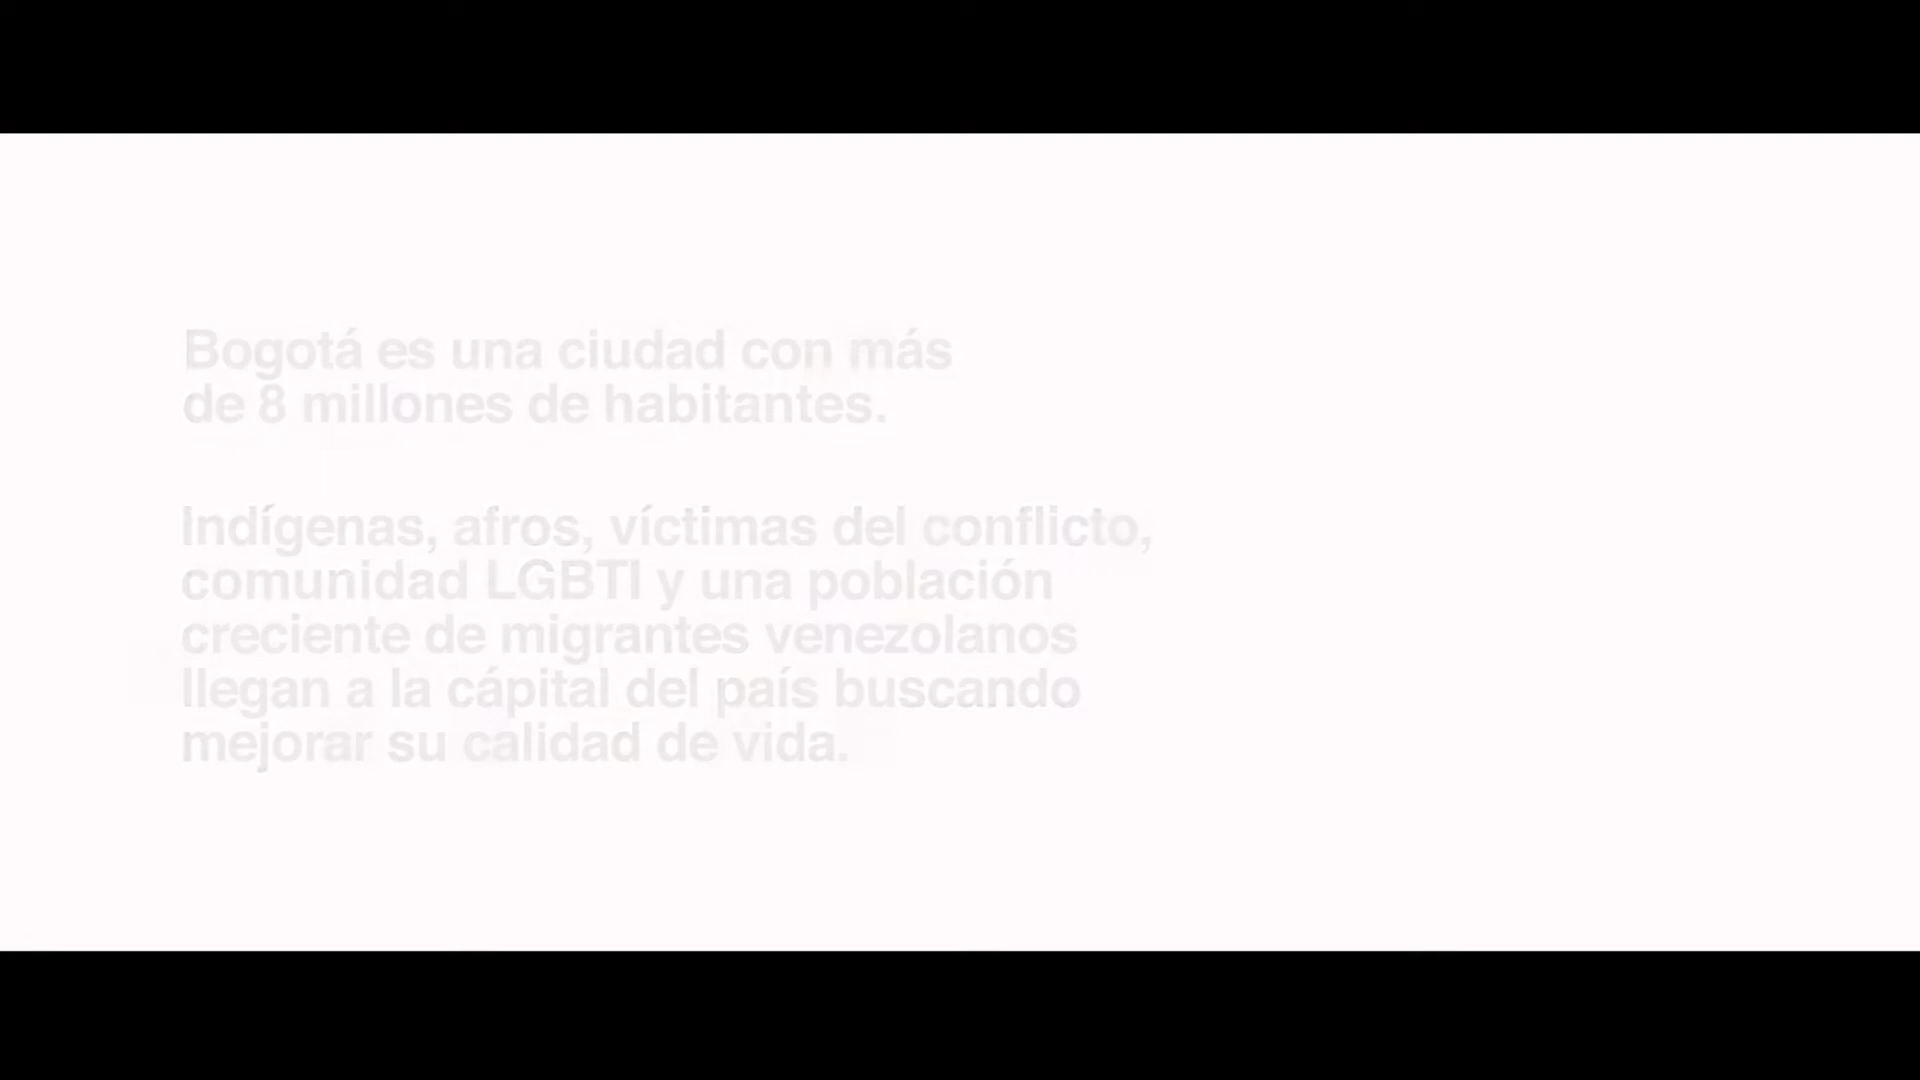 Bogotá es una ciudad con más
de 8 millones de habitantes.
Indígenas, afros, víctimas del conflicto,
comunidad LGBTI y una población
creciente de migrantes venezolanos
llegan a la cápital del país buscando
mejorar su calidad de vida.